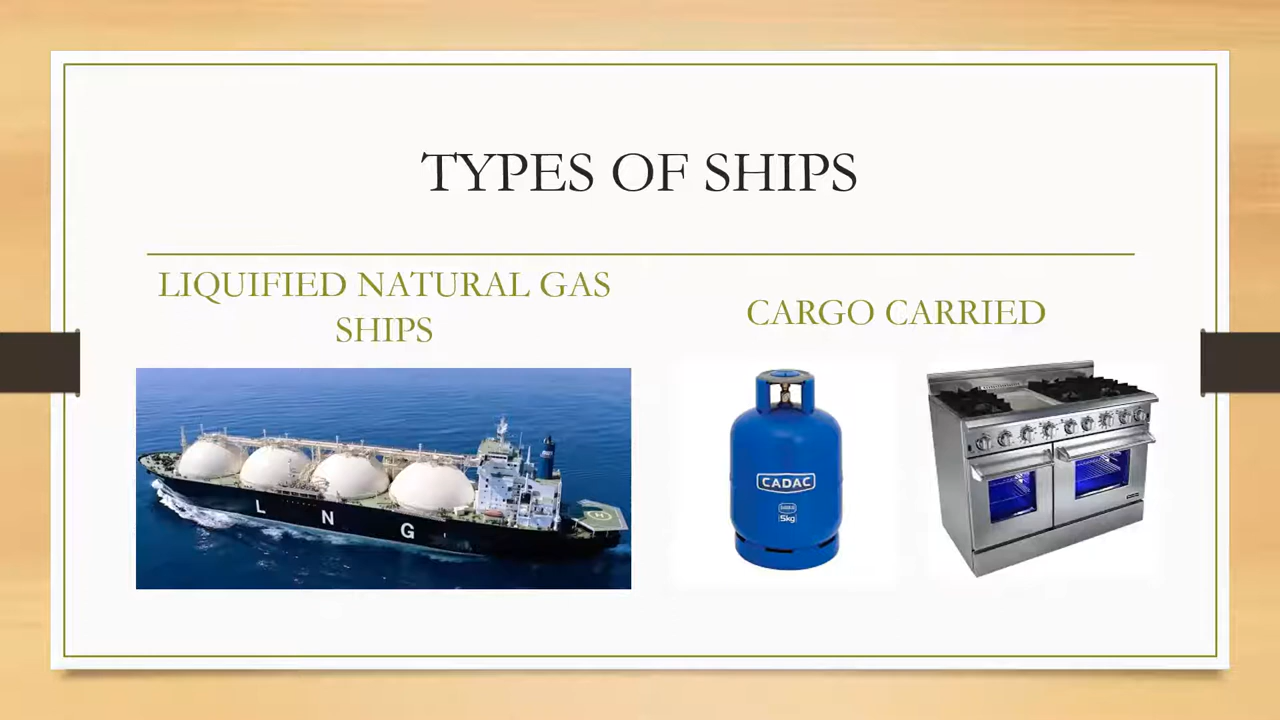 TYPES OF SHIPS
LIQUIFIED NATURAL GAS
SHIPS
CARGO CARRIED
L N G
CADAC
5kg